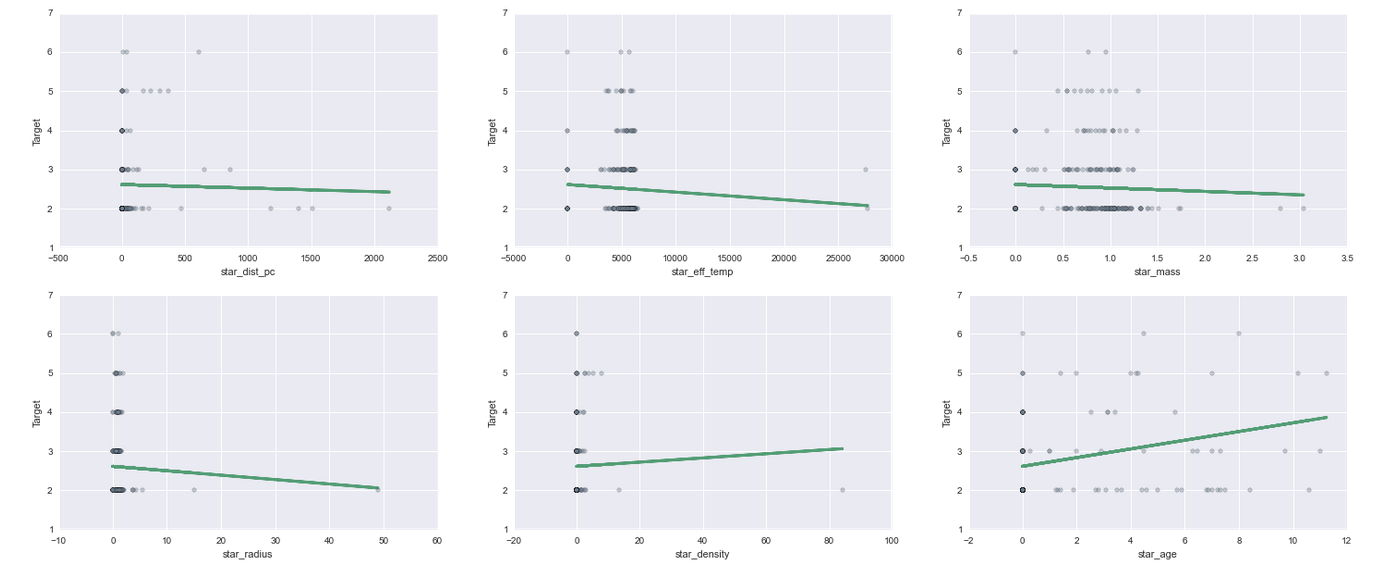 7
6
5
4
3
2
1
Target
−500 0 500 1000 1500 2000 2500
star_dist_pc
7
6
5
4
3
2
1
Target
−5000 0 5000 10000 15000 20000 25000 30000
star_eff_temp
7
6
5
4
3
2
1
Target
−0.5 0.0 0.5 1.0 1.5 2.0 2.5 3.0 3.5
star_mass
7
6
5
4
3
2
1
Target
−10 0 10 20 30 40 50 60
star_radius
7
6
5
4
3
2
1
Target
−20 0 20 40 60 80 100
star_density
7
6
5
4
3
2
1
Target
−2 0 2 4 6 8 10 12
star_age